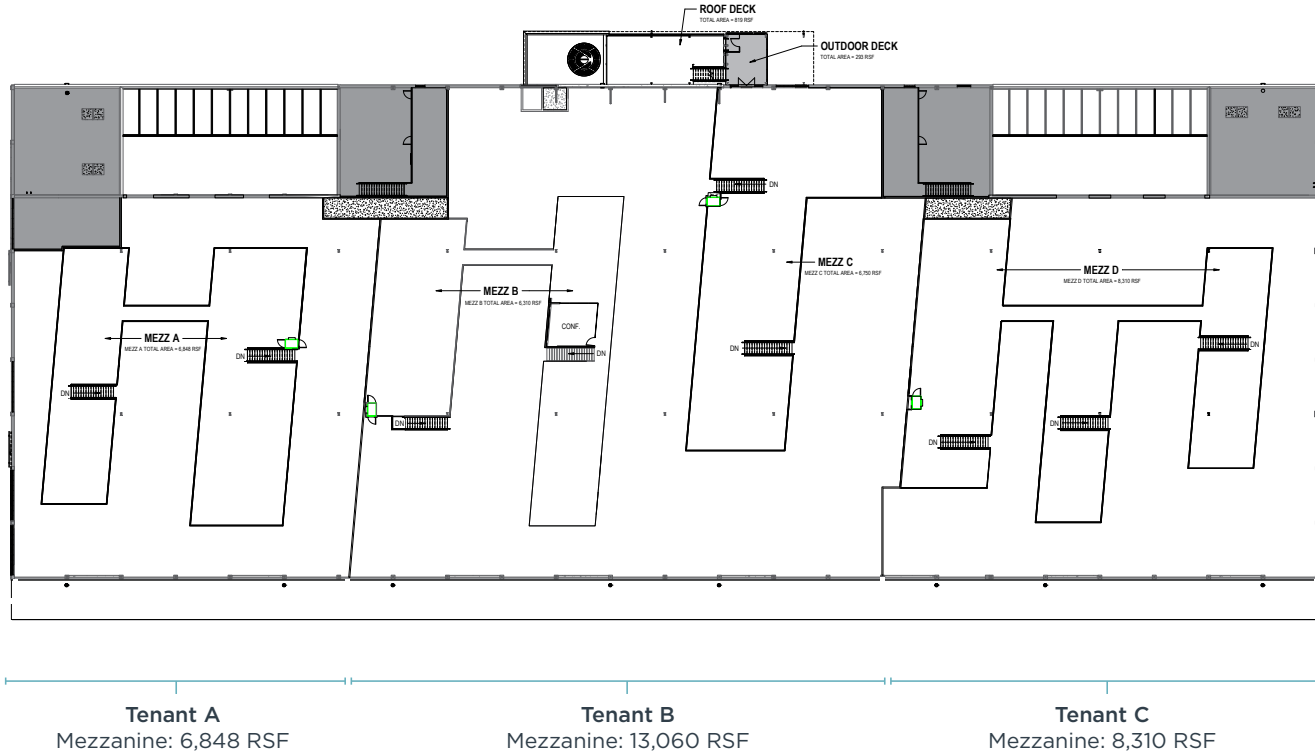 ROOF DECK
TOTAL AREA = 819 RSF
OUTDOOR DECK
TOTAL AREA = 293 RSF
DN
MEZZ C
MEZZ C TOTAL AREA = 6,750 RSF
MEZZ D
MEZZ D TOTAL AREA = 8,310 RSF
MEZZ B
MEZZ B TOTAL AREA = 6,310 RSF
CONF.
MEZZ A
MEZZ A TOTAL AREA = 6,848 RSF
DN
DN
DN
DN
DN
DN
DN
DN
Tenant A
Mezzanine: 6,848 RSF
Tenant B
Mezzanine: 13,060 RSF
Tenant C
Mezzanine: 8,310 RSF